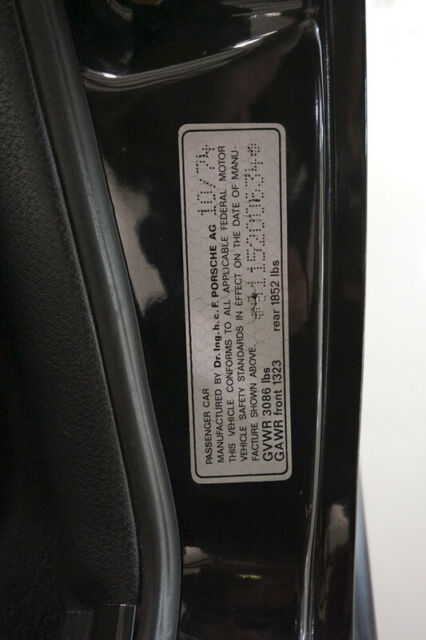 PASSENGER CAR
MANUFACTURED BY Dr. Ing. h. c. F. PORSCHE AG 10/74
THIS VEHICLE CONFORMS TO ALL APPLICABLE FEDERAL MOTOR
VEHICLE SAFETY STANDARDS IN EFFECT ON THE DATE OF MANU-
FACTURE SHOWN ABOVE.
GVWR 3086 lbs
GAWR front 1323 rear 1852 lbs